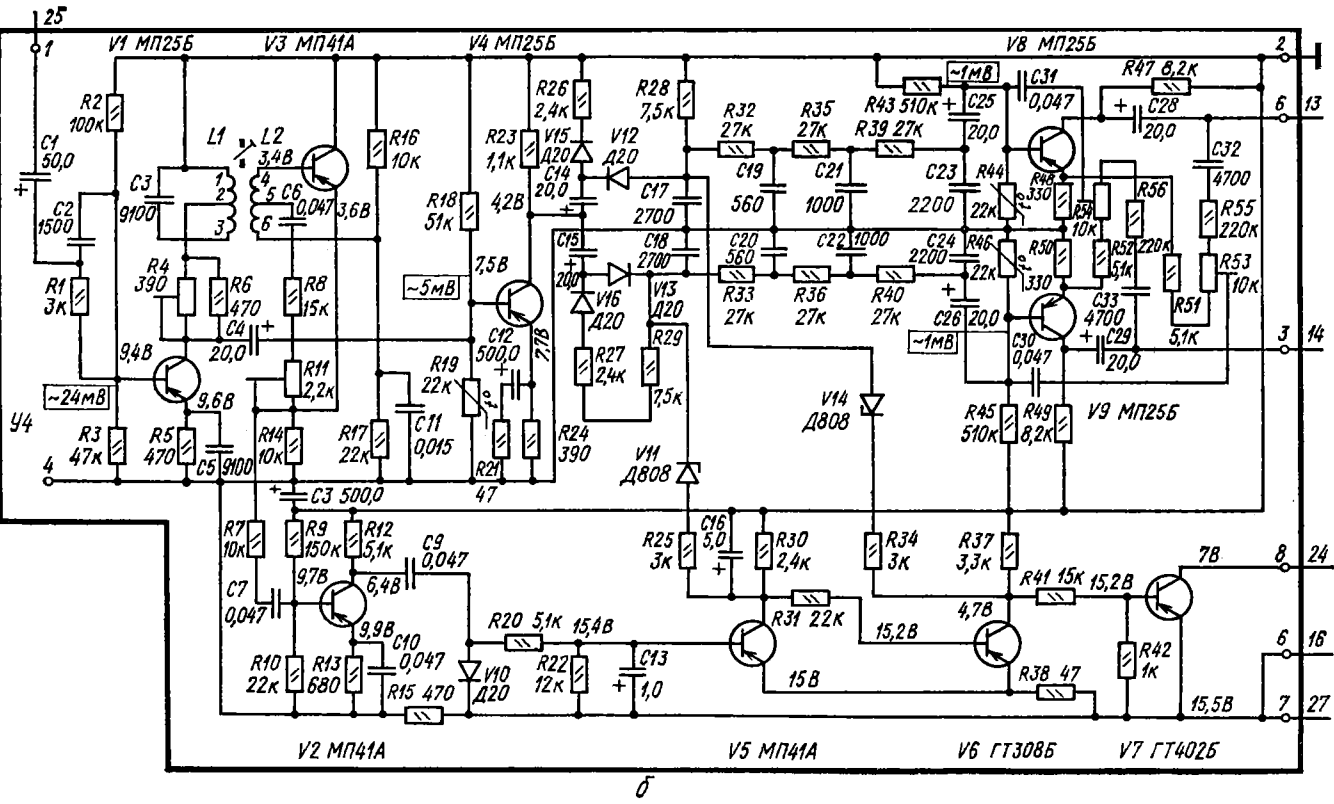 25
1
V1 МП25Б
V3 МП41А
V4 МП25Б
V8 МП25Б
2
R2
100к
L1
L2
3,4В
R16
10к
R26
2,4к
R23
1,1к
V15
Д20
V12
Д20
R28
7,5к
R32
27к
R35
27к
R39 27к
R43 510к
~1мВ
C25
20,0
C31
0,047
R47 8,2к
C28
20,0
6
13
C1
50,0
C2
1500
C3
9100
1
2
3
4
5
6
C6
0,047
3,6В
R18
51к
4,2В
C14
20,0
C17
2700
C19
560
C21
1000
C23
2200
R44
22к
t°
R48
330
R54
10к
R56
220к
C32
4700
R55
220к
R1
3к
R4
390
R6
470
C4
20,0
R8
15к
7,5В
~5мВ
C15
20,0
C18
2700
C20
560
C22
1000
C24
2200
R46
22к
t°
R50
330
R52
5,1к
R53
10к
V16
Д20
V13
Д20
R33
27к
R36
27к
R40
27к
C26
20,0
C33
4700
R51
5,1к
9,4В
~24мВ
R11
2,2к
R19
22к
t°
C12
500,0
7,7В
R27
2,4к
R29
7,5к
~1мВ
C30
0,047
C29
20,0
3
14
У4
9,6В
R3
47к
R5
470
C5
9100
R14
10к
R17
22к
C11
0,015
R21
47
R24
390
V11
Д808
V14
Д808
R45
510к
R49
8,2к
V9 МП25Б
4
C3 500,0
R7
10к
R9
150к
R12
5,1к
C9
0,047
R25
3к
C16
5,0
R30
2,4к
R34
3к
R37
3,3к
C7
0,047
9,7В
6,4В
R41 15к
15,2В
7В
8
24
R20 5,1к
15,4В
R31 22к
15,2В
4,7В
9,9В
R10
22к
R13
680
C10
0,047
R15 470
V10
Д20
R22
12к
C13
1,0
15В
R38 47
R42
1к
6
16
15,5В
7
27
V2 МП41А
V5 МП41А
V6 ГТ308Б
V7 ГТ402Б
б